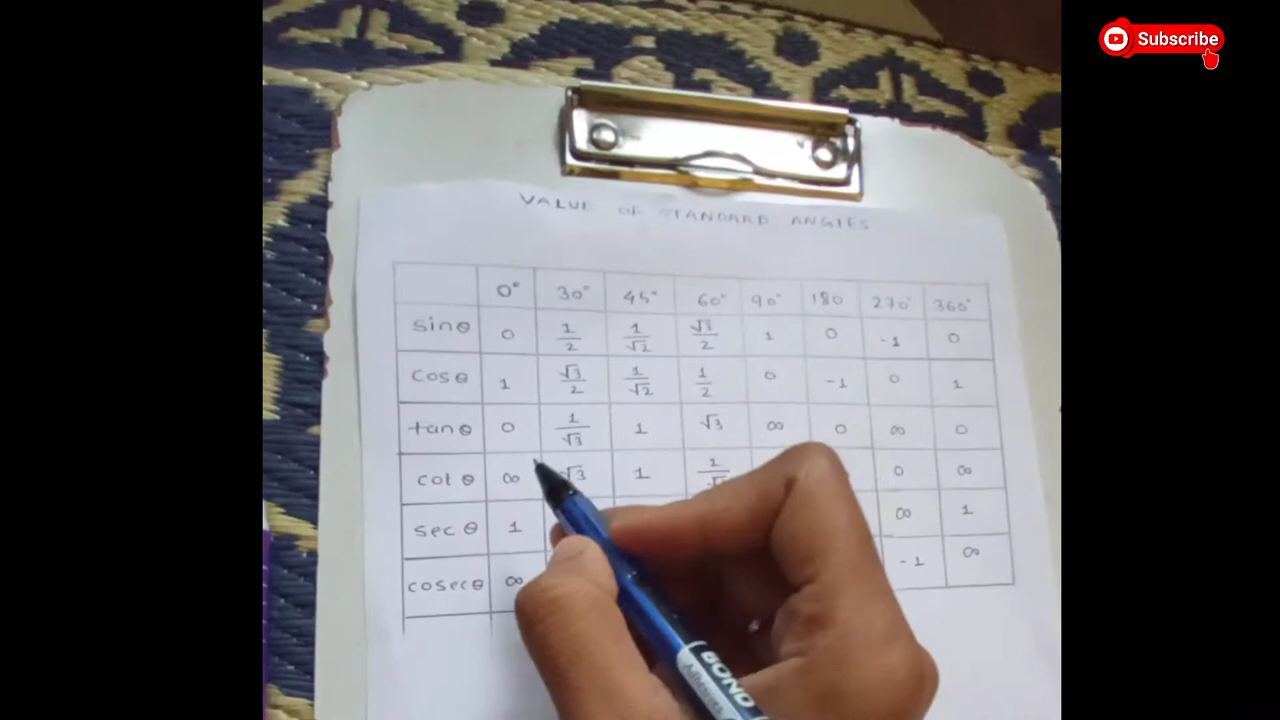 Subscribe
VALUE OF STANDARD ANGLES
0° 30° 45° 60° 90° 180 270° 360°
sinθ 0 1/2 1/√2 √3/2 1 0 -1 0
cosθ 1 √3/2 1/√2 1/2 0 -1 0 1
tanθ 0 1/√3 1 √3 ∞ 0 ∞ 0
cot θ ∞ √3 1 0 ∞
sec θ 1 ∞ 1
cosecθ ∞ -1 ∞
BOND